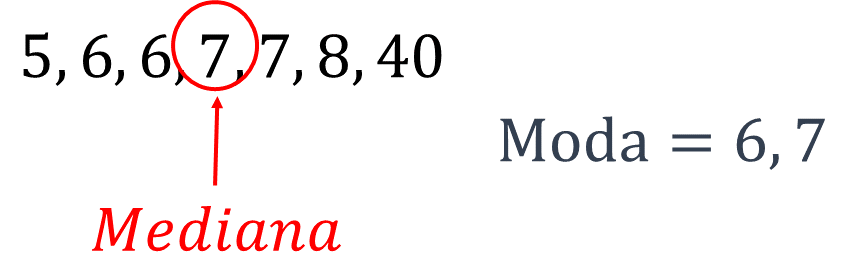 5, 6, 6, 7, 7, 8, 40
Moda = 6, 7
Mediana